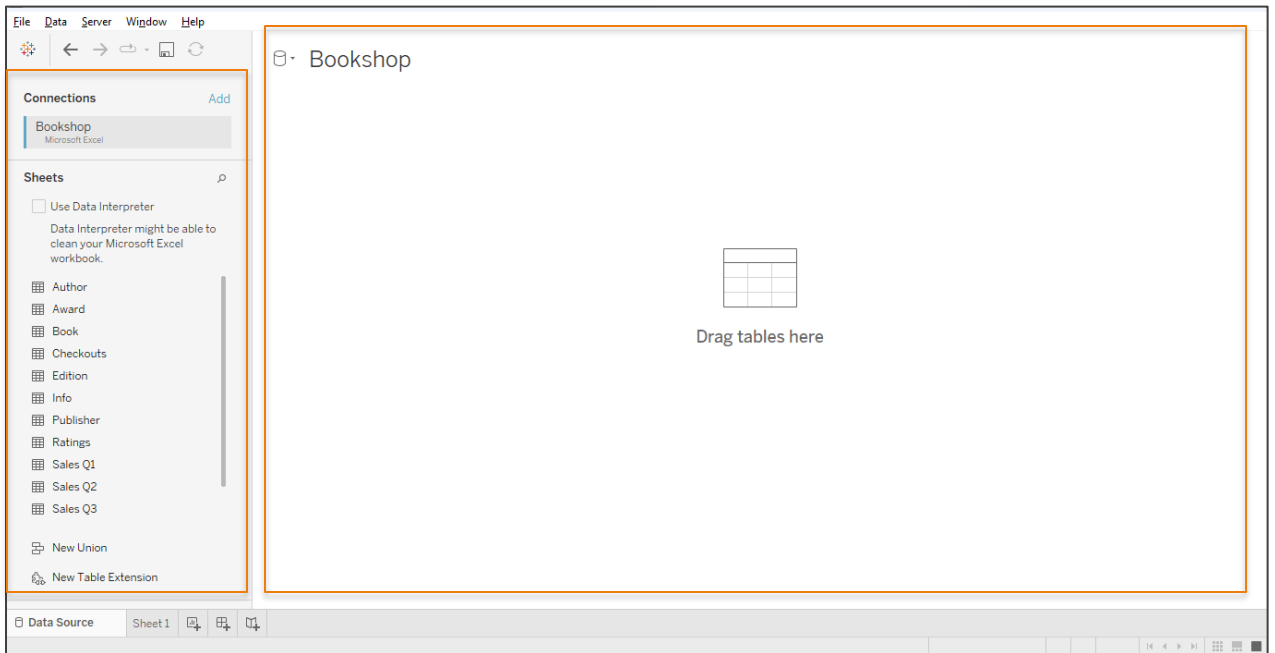 File Data Server Window Help
Bookshop
Connections Add
Bookshop
Microsoft Excel
Sheets
Use Data Interpreter
Data Interpreter might be able to
clean your Microsoft Excel
workbook.
Author
Award
Book
Checkouts
Edition
Info
Publisher
Ratings
Sales Q1
Sales Q2
Sales Q3
New Union
New Table Extension
Drag tables here
Data Source Sheet 1